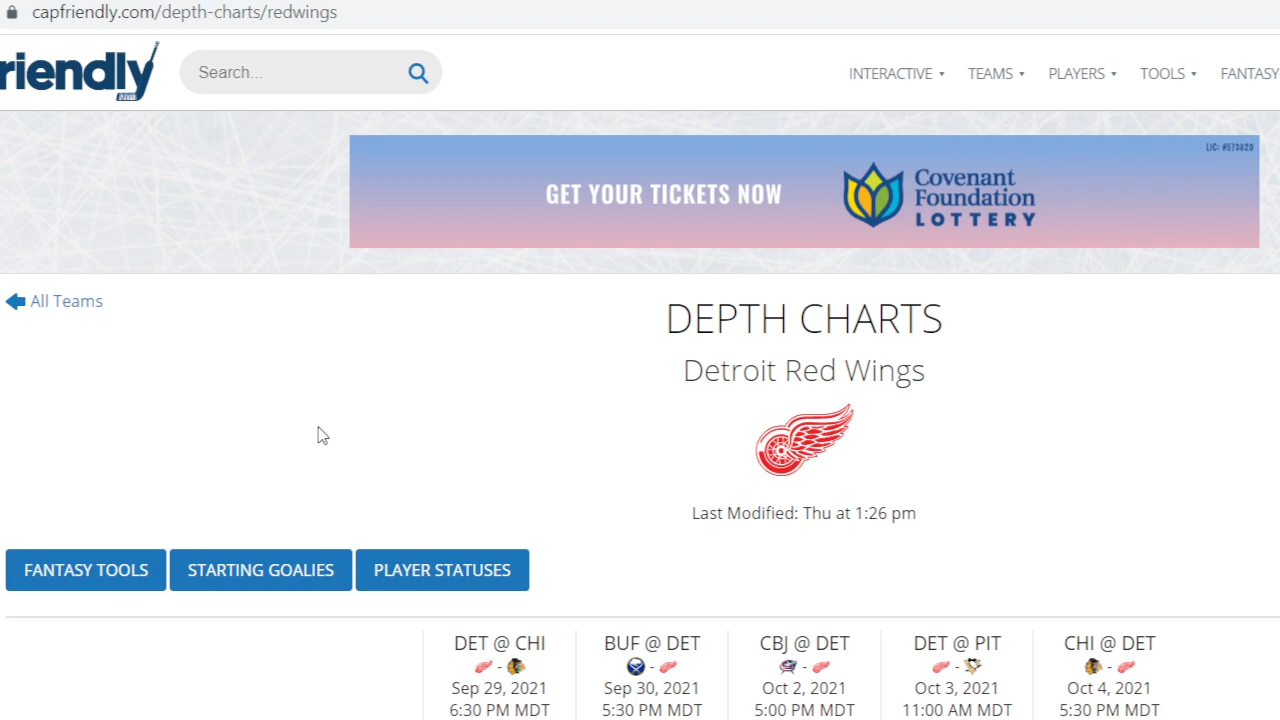 capfriendly.com/depth-charts/redwings
riendly
Search...
INTERACTIVE TEAMS PLAYERS TOOLS FANTASY
LIC: #573620
GET YOUR TICKETS NOW
Covenant
Foundation
LOTTERY
All Teams
DEPTH CHARTS
Detroit Red Wings
Last Modified: Thu at 1:26 pm
FANTASY TOOLS STARTING GOALIES PLAYER STATUSES
DET @ CHI BUF @ DET CBJ @ DET DET @ PIT CHI @ DET
- - - - -
Sep 29, 2021 Sep 30, 2021 Oct 2, 2021 Oct 3, 2021 Oct 4, 2021
6:30 PM MDT 5:30 PM MDT 5:00 PM MDT 11:00 AM MDT 5:30 PM MDT